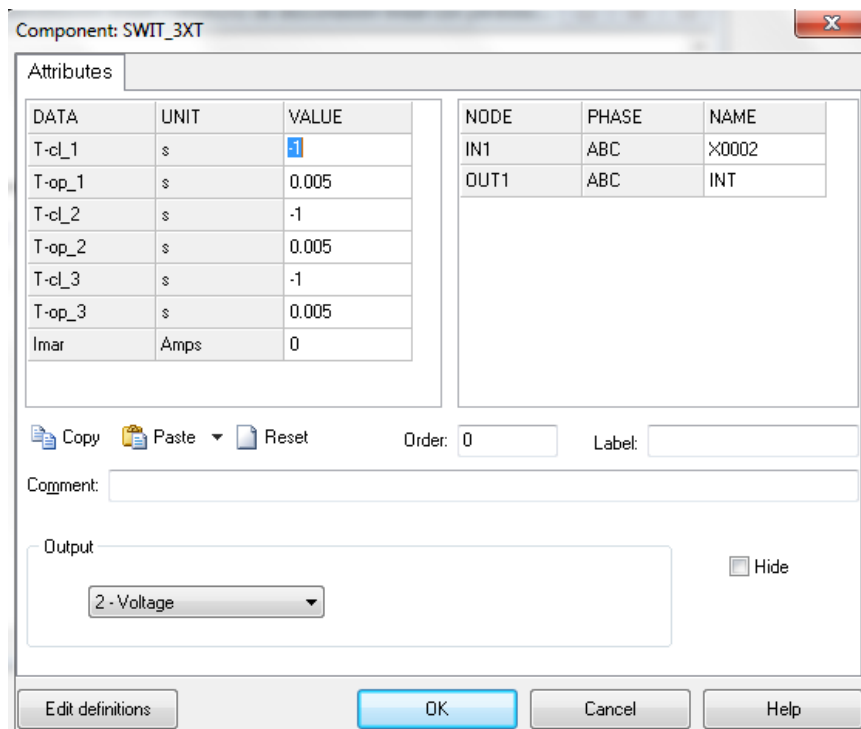 Component: SWIT_3XT
Attributes
DATA UNIT VALUE
T-cl_1 s -1
T-op_1 s 0.005
T-cl_2 s -1
T-op_2 s 0.005
T-cl_3 s -1
T-op_3 s 0.005
Imar Amps 0
NODE PHASE NAME
IN1 ABC X0002
OUT1 ABC INT
Copy Paste Reset Order: 0 Label:
Comment:
Output
2 - Voltage
Hide
Edit definitions OK Cancel Help